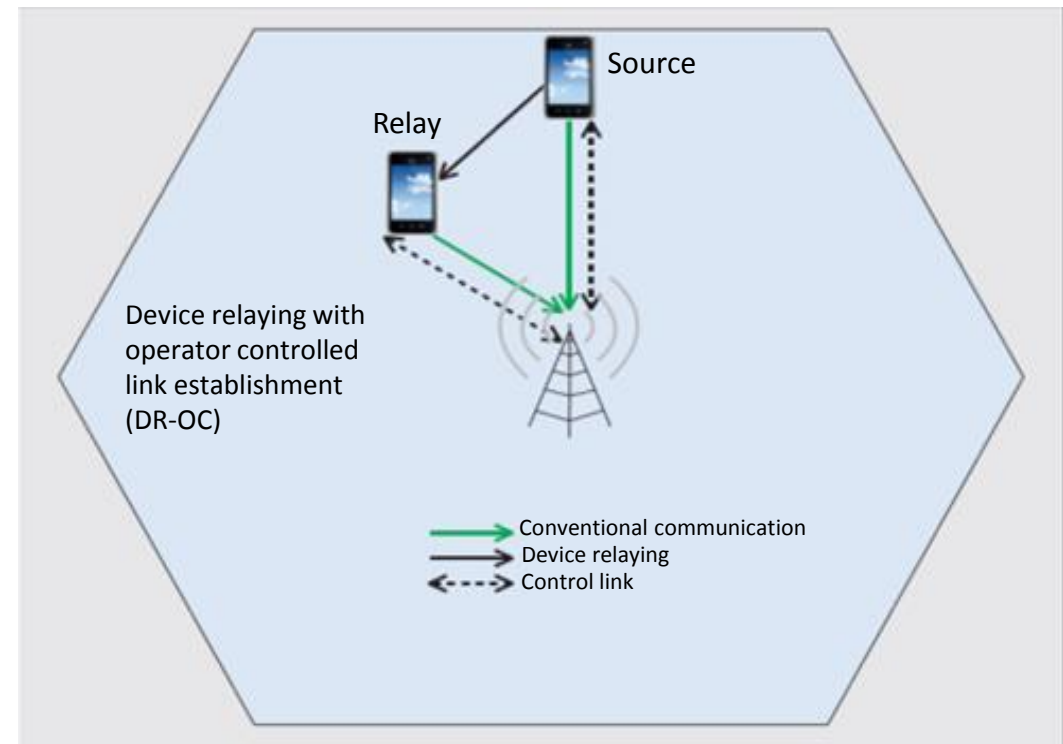 Source
Relay
Device relaying with
operator controlled
link establishment
(DR-OC)
Conventional communication
Device relaying
Control link